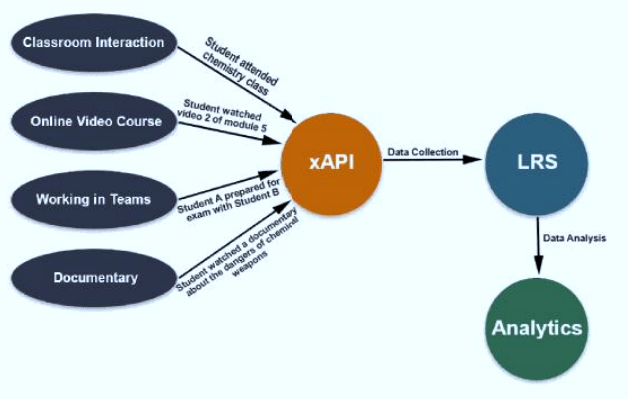 Classroom Interaction
Student attended
chemistry class
Online Video Course
Student watched
video 2 of module 5
xAPI
Data Collection
LRS
Working in Teams
Student A prepared for
exam with Student B
Data Analysis
Documentary
Student watched a documentary
about the dangers of chemical
weapons
Analytics